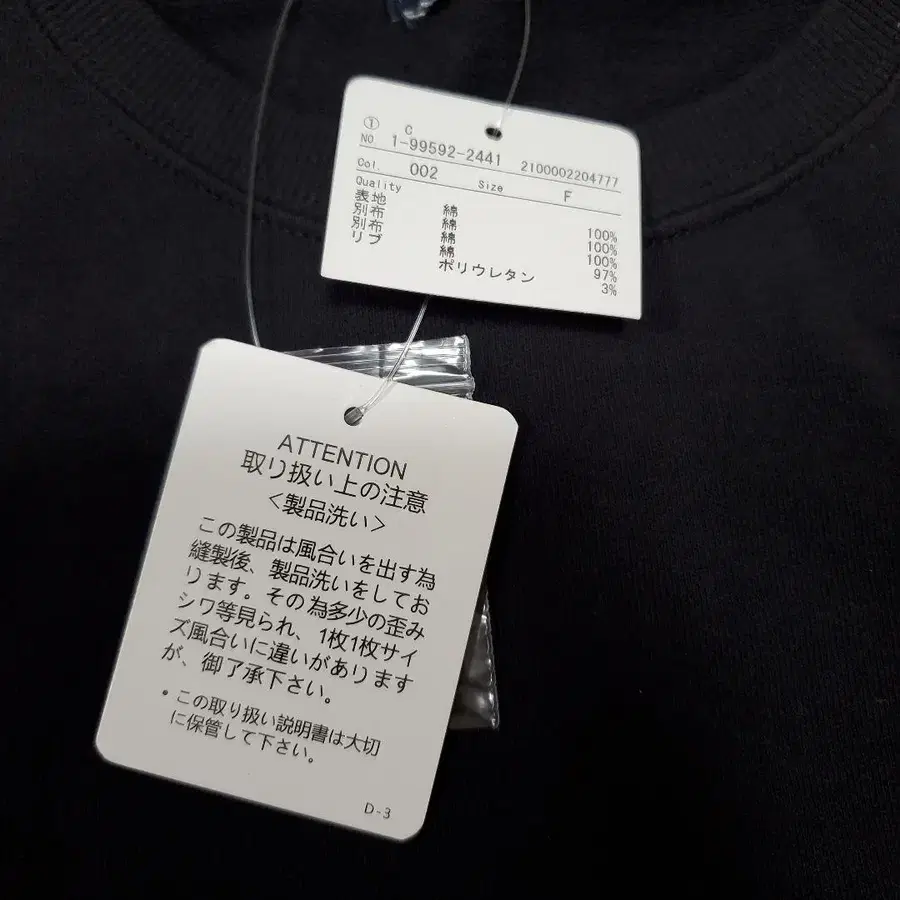 ① C
NO 1-99592-2441 2100002204777
Col. 002 Size F
Quality
表地 綿 100%
別布 綿 100%
別布 綿 100%
リブ 綿 97%
ポリウレタン 3%
ATTENTION
取り扱い上の注意
<製品洗い>
この製品は風合いを出す為
縫製後、製品洗いをしてお
ります。その為多少の歪み
シワ等見られ、1枚1枚サイ
ズ風合いに違いがあります
が、御了承下さい。
• この取り扱い説明書は大切
に保管して下さい。
D-3